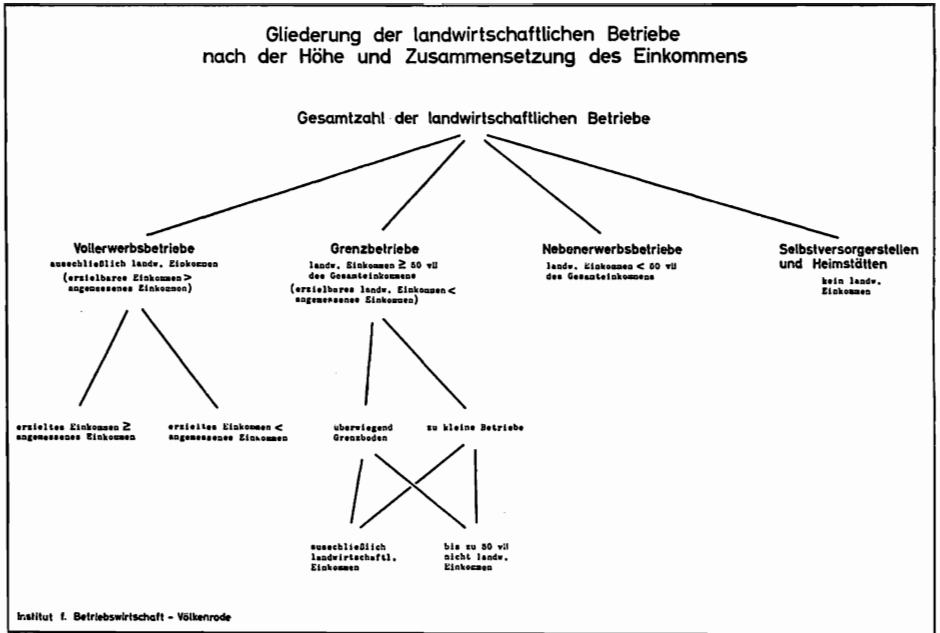 Gliederung der landwirtschaftlichen Betriebe
nach der Höhe und Zusammensetzung des Einkommens
Gesamtzahl der landwirtschaftlichen Betriebe
Vollerwerbsbetriebe
ausschließlich landw. Einkommen
(erzielbares Einkommen >
angemessenes Einkommen)
Grenzbetriebe
landw. Einkommen ≥ 50 vH
des Gesamteinkommens
(erzielbares landw. Einkommen <
angemessenes Einkommen)
Nebenerwerbsbetriebe
landw. Einkommen < 50 vH
des Gesamteinkommens
Selbstversorgerstellen
und Heimstätten
kein landw.
Einkommen
erzieltes Einkommen ≥
angemessenes Einkommen
erzieltes Einkommen <
angemessenes Einkommen
überwiegend
Grenzboden
zu kleine Betriebe
ausschließlich
landwirtschaftl.
Einkommen
bis zu 50 vH
nicht landw.
Einkommen
Institut f. Betriebswirtschaft - Völkenrode